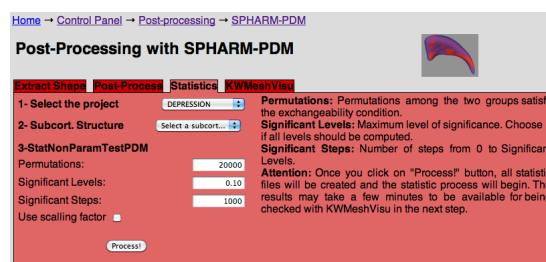 Home → Control Panel → Post-processing → SPHARM-PDM
Post-Processing with SPHARM-PDM
Extract Shape Post-Process Statistics KWMeshVisu
1- Select the project DEPRESSION
2- Subcort. Structure Select a subcort...
3-StatNonParamTestPDM
Permutations: 20000
Significant Levels: 0.10
Significant Steps: 1000
Use scalling factor
Process!
Permutations: Permutations among the two groups satisf
the exchangeability condition.
Significant Levels: Maximum level of significance. Choose
if all levels should be computed.
Significant Steps: Number of steps from 0 to Significan
Levels.
Attention: Once you click on "Process!" button, all statisti
files will be created and the statistic process will begin. Th
results may take a few minutes to be available for bein
checked with KWMeshVisu in the next step.